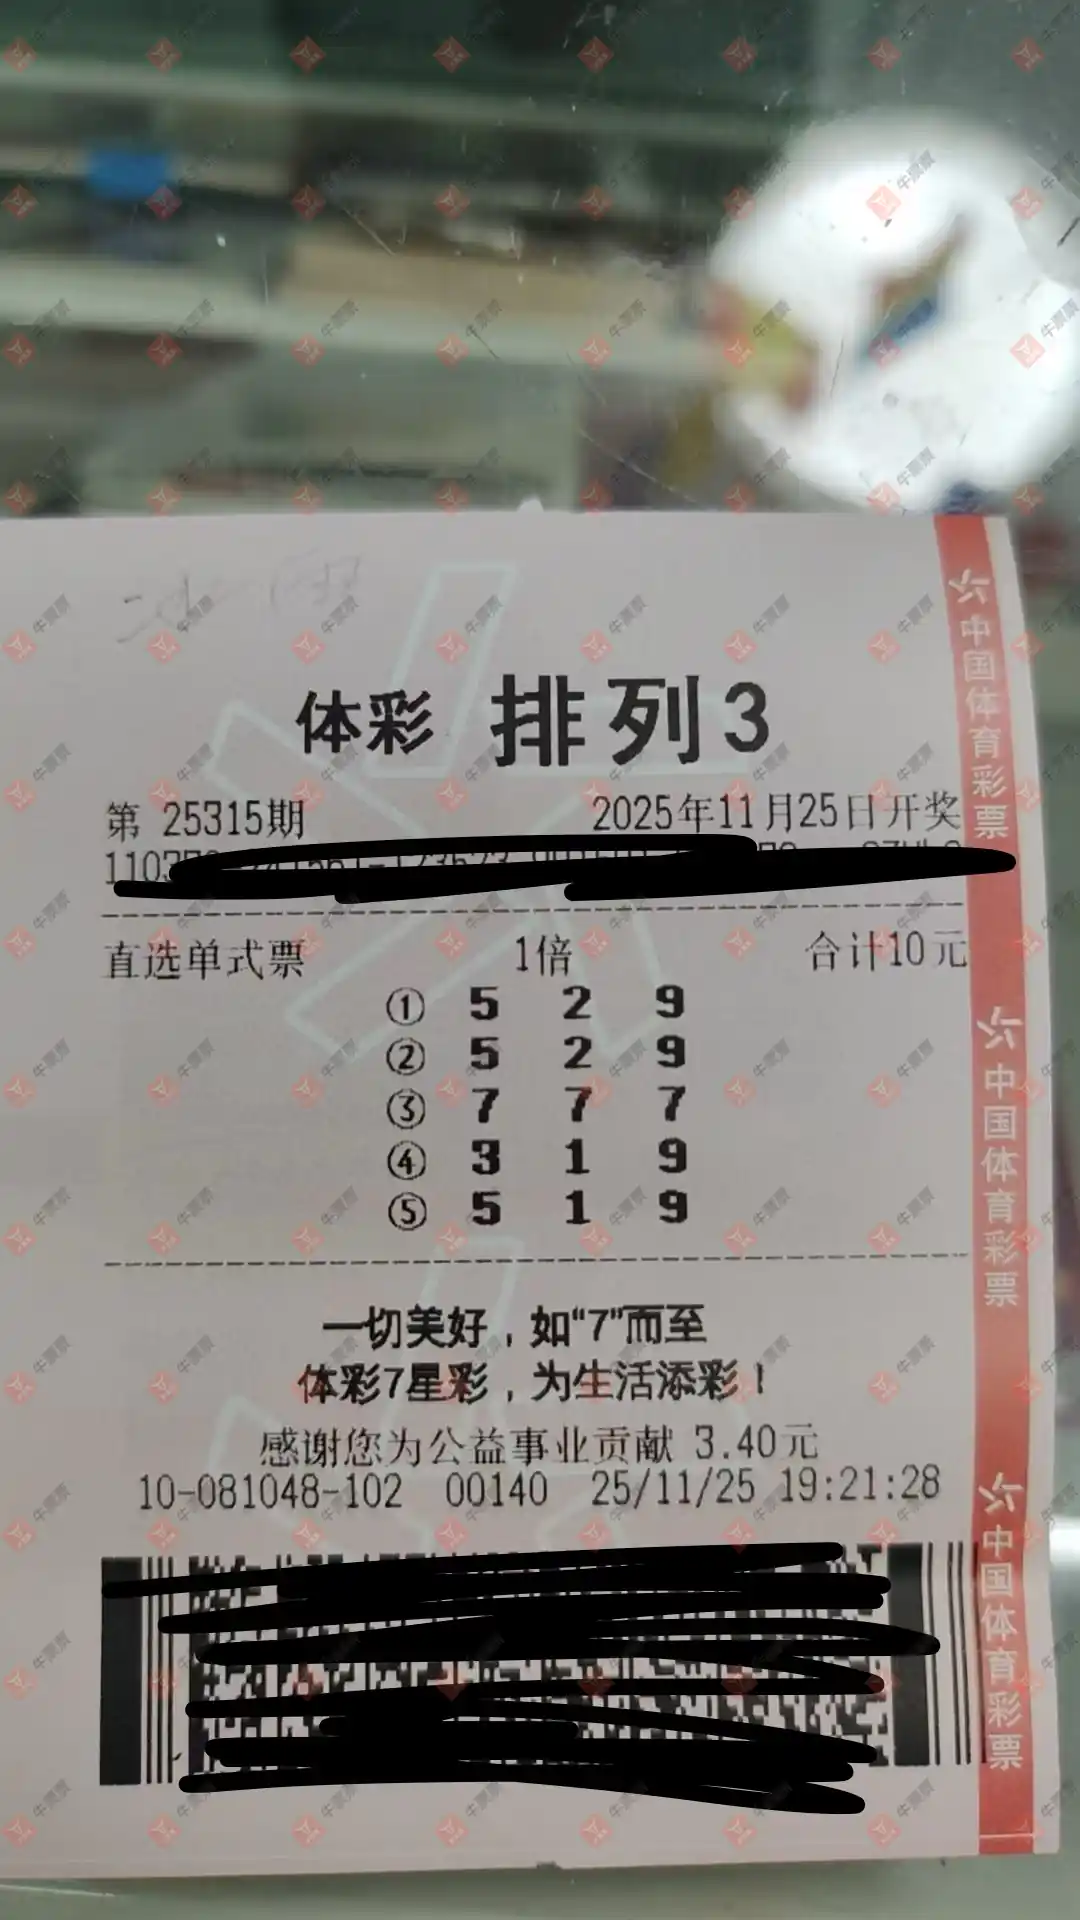 体彩 排列3
第 25315期 2025年11月25日开奖
直选单式票 1倍 合计10元
① 5 2 9
② 5 2 9
③ 7 7 7
④ 3 1 9
⑤ 5 1 9
一切美好，如“7”而至
体彩7星彩，为生活添彩！
感谢您为公益事业贡献 3.40元
10-081048-102 00140 25/11/25 19:21:28
中国体育彩票
中国体育彩票
中国体育彩票
牛票票